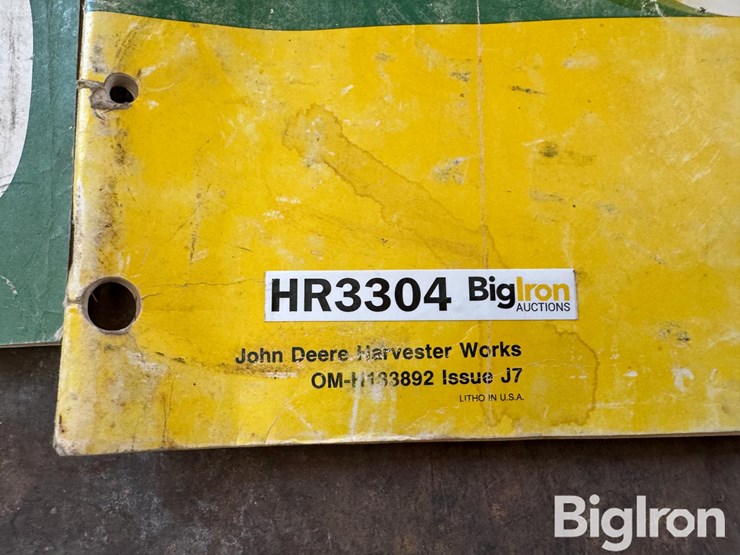 HR3304 BigIron
AUCTIONS
John Deere Harvester Works
OM-H133892 Issue J7
LITHO IN U.S.A.
BigIron